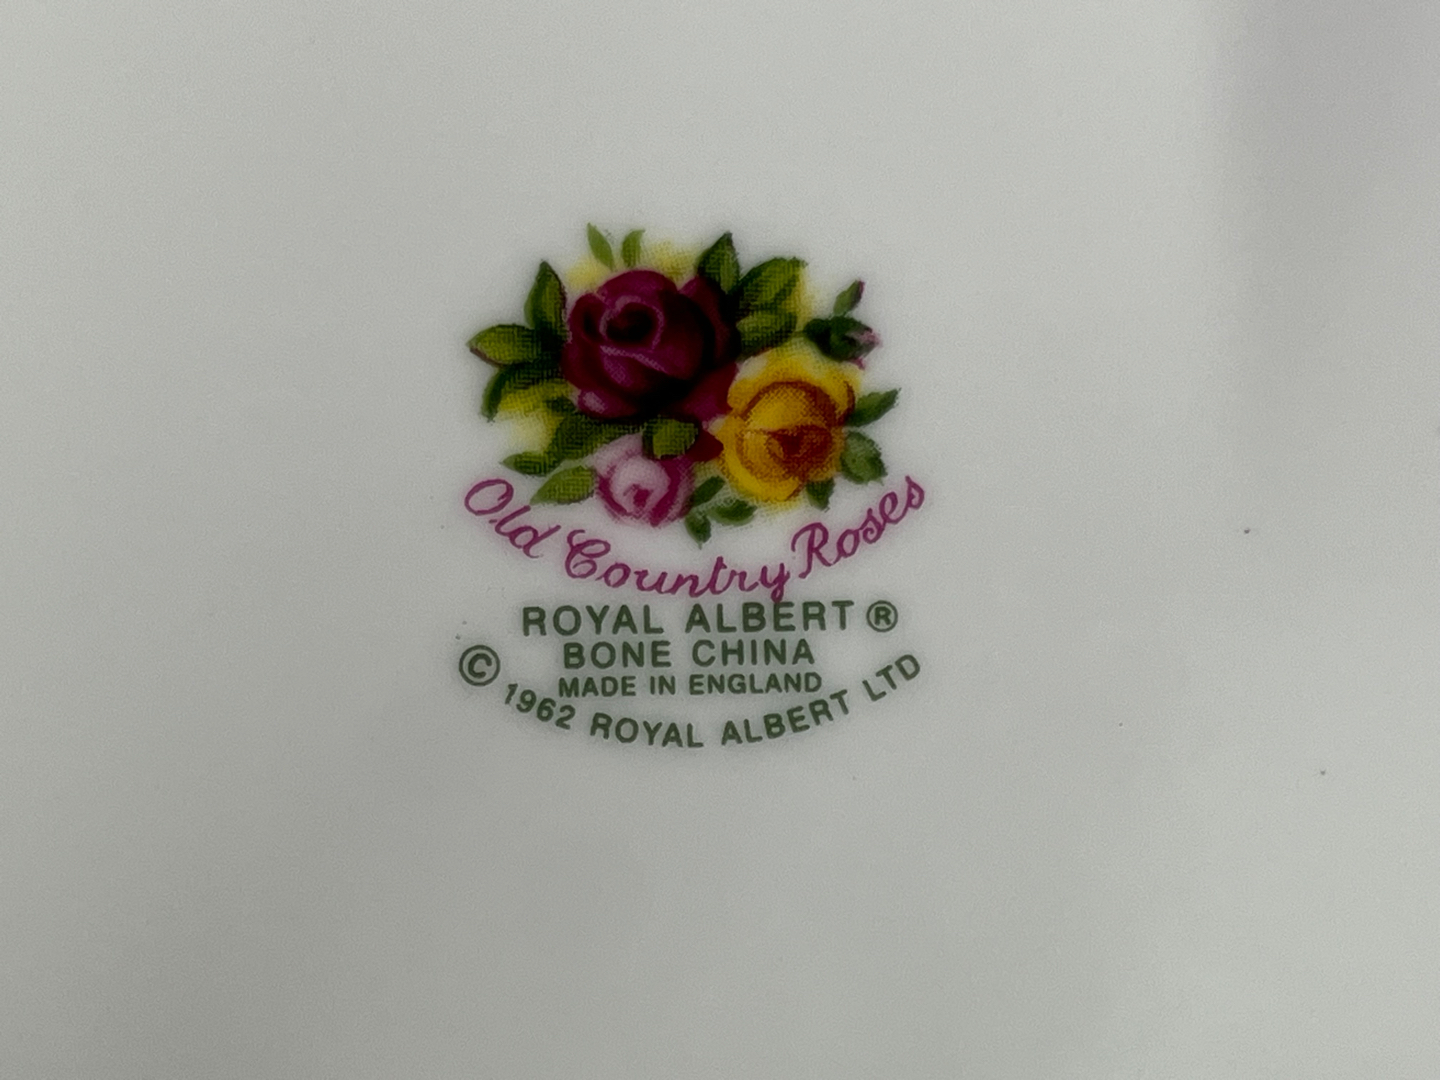 Old Country Roses
ROYAL ALBERT ®
BONE CHINA
MADE IN ENGLAND
© 1962 ROYAL ALBERT LTD